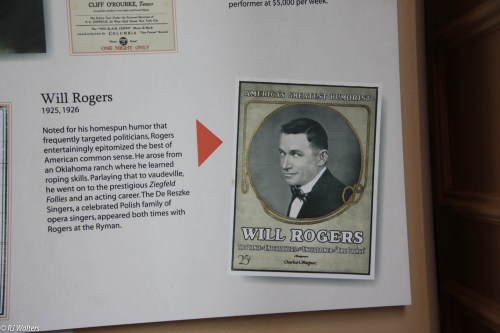 CLIFF O'ROURKE, Tenor
COLUMBIA
ONE NIGHT ONLY
performer at $5,000 per week.
Will Rogers
1925, 1926
Noted for his homespun humor that
frequently targeted politicians, Rogers
entertainingly epitomized the best of
American common sense. He arose from
an Oklahoma ranch where he learned
roping skills. Parlaying that to vaudeville,
he went on to the prestigious Ziegfeld
Follies and an acting career. The De Reszke
Singers, a celebrated Polish family of
opera singers, appeared both times with
Rogers at the Ryman.
AMERICA'S GREATEST HUMORIST
WILL ROGERS
Charles L. Wagner
25¢
© RJ Walters